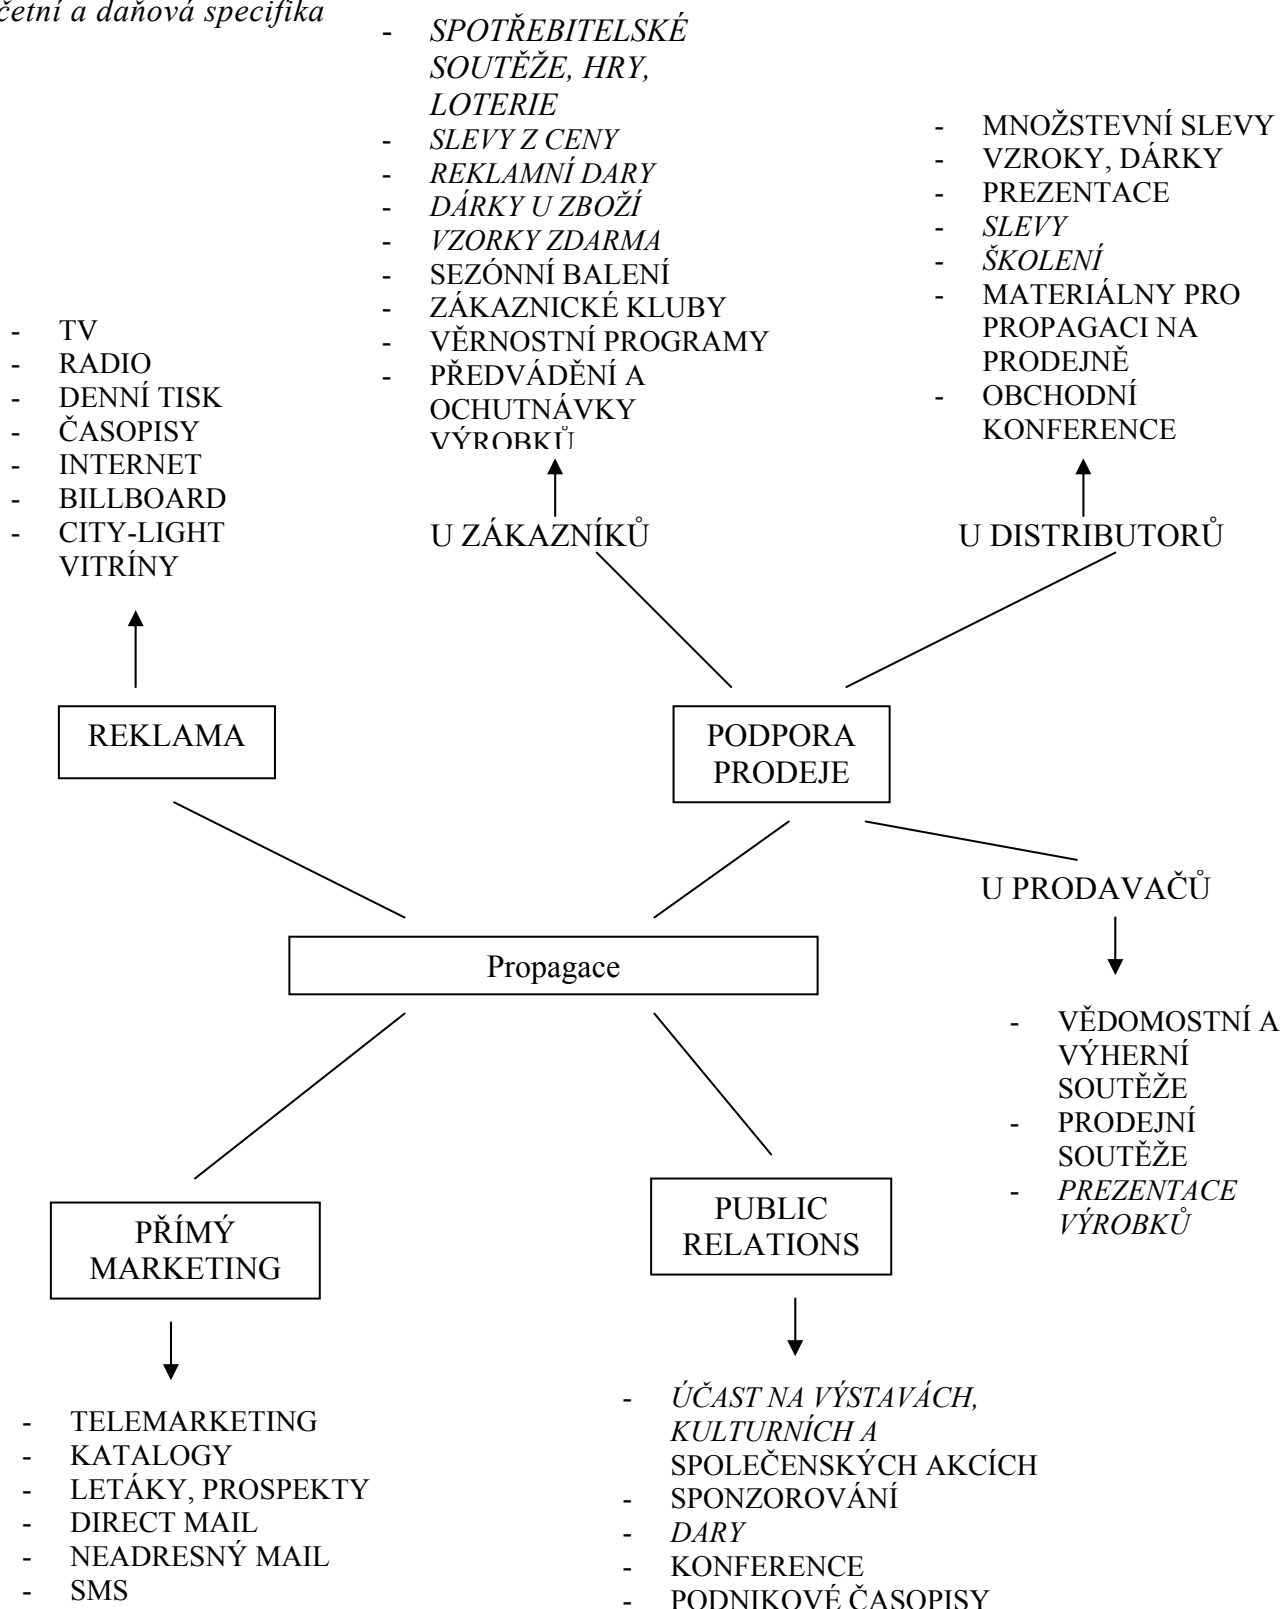 četní a daňová specifika
- SPOTŘEBITELSKÉ
SOUTĚŽE, HRY,
LOTERIE
- SLEVY Z CENY
- REKLAMNÍ DARY
- DÁRKY U ZBOŽÍ
- VZORKY ZDARMA
- SEZÓNNÍ BALENÍ
- ZÁKAZNICKÉ KLUBY
- VĚRNOSTNÍ PROGRAMY
- PŘEDVÁDĚNÍ A
OCHUTNÁVKY
VÝROBKŮ
- MNOŽSTEVNÍ SLEVY
- VZROKY, DÁRKY
- PREZENTACE
- SLEVY
- ŠKOLENÍ
- MATERIÁLNY PRO
PROPAGACI NA
PRODEJNĚ
- OBCHODNÍ
KONFERENCE
- TV
- RADIO
- DENNÍ TISK
- ČASOPISY
- INTERNET
- BILLBOARD
- CITY-LIGHT
VITRÍNY
U ZÁKAZNÍKŮ
U DISTRIBUTORŮ
REKLAMA
PODPORA
PRODEJE
U PRODAVAČŮ
Propagace
- VĚDOMOSTNÍ A
VÝHERNÍ
SOUTĚŽE
- PRODEJNÍ
SOUTĚŽE
- PREZENTACE
VÝROBKŮ
PŘÍMÝ
MARKETING
PUBLIC
RELATIONS
- TELEMARKETING
- KATALOGY
- LETÁKY, PROSPEKTY
- DIRECT MAIL
- NEADRESNÝ MAIL
- SMS
- ÚČAST NA VÝSTAVÁCH,
KULTURNÍCH A
SPOLEČENSKÝCH AKCÍCH
- SPONZOROVÁNÍ
- DARY
- KONFERENCE
- PODNIKOVÉ ČASOPISY